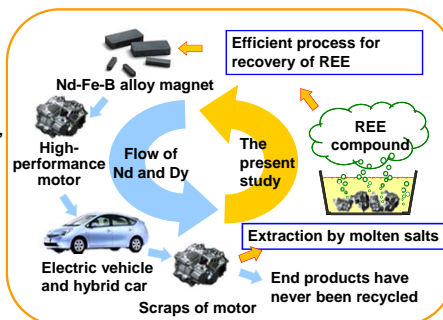 Efficient process for
recovery of REE
Nd-Fe-B alloy magnet
,
High-
performance
motor
Flow of
Nd and Dy
The
present
study
REE
compound
Extraction by molten salts
Electric vehicle
and hybrid car
Scraps of motor
End products have
never been recycled